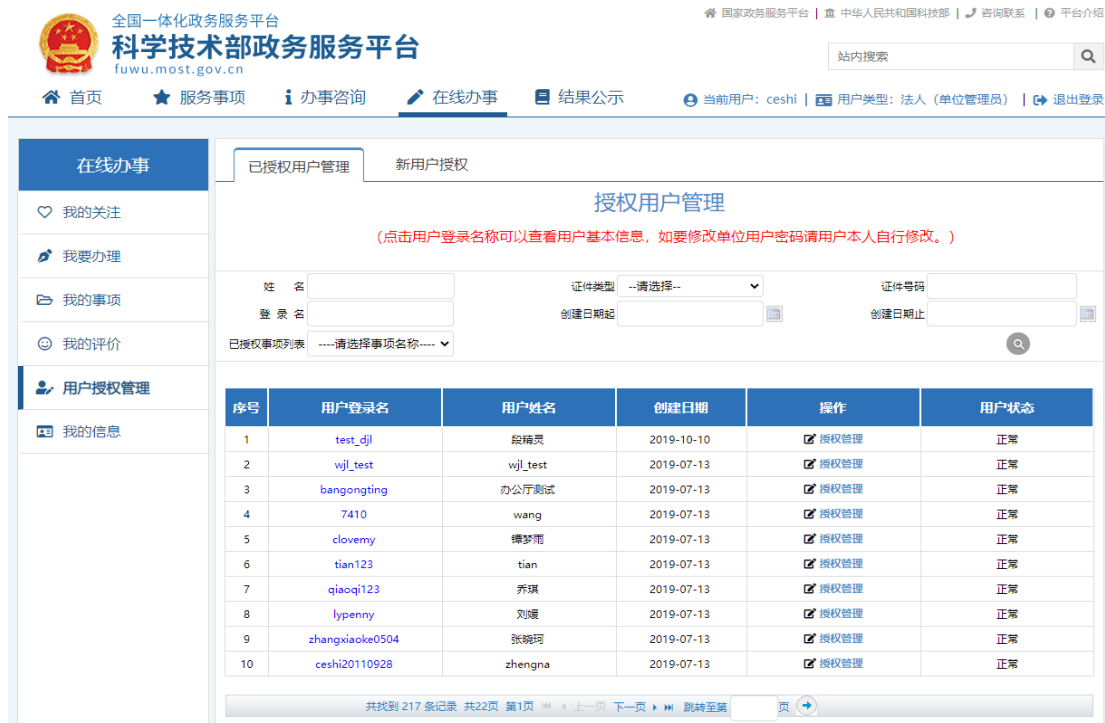 国家政务服务平台 | 中华人民共和国科技部 | 咨询联系 | 平台介绍
全国一体化政务服务平台
科学技术部政务服务平台
fuwu.most.gov.cn
站内搜索
首页 服务事项 办事咨询 在线办事 结果公示
当前用户：ceshi | 用户类型：法人（单位管理员） | 退出登录
在线办事
我的关注
我要办理
我的事项
我的评价
用户授权管理
我的信息
已授权用户管理 新用户授权
授权用户管理
（点击用户登录名称可以查看用户基本信息，如要修改单位用户密码请用户本人自行修改。）
姓 名 证件类型 --请选择-- 证件号码
登 录 名 创建日期起 创建日期止
已授权事项列表 ----请选择事项名称----
序号 用户登录名 用户姓名 创建日期 操作 用户状态
1 test_djl 段精灵 2019-10-10 授权管理 正常
2 wjl_test wjl_test 2019-07-13 授权管理 正常
3 bangongting 办公厅测试 2019-07-13 授权管理 正常
4 7410 wang 2019-07-13 授权管理 正常
5 clovemy 镡梦雨 2019-07-13 授权管理 正常
6 tian123 tian 2019-07-13 授权管理 正常
7 qiaoqi123 乔琪 2019-07-13 授权管理 正常
8 lypenny 刘媛 2019-07-13 授权管理 正常
9 zhangxiaoke0504 张晓珂 2019-07-13 授权管理 正常
10 ceshi20110928 zhengna 2019-07-13 授权管理 正常
共找到 217 条记录 共22页 第1页 上一页 下一页 跳转至第 页